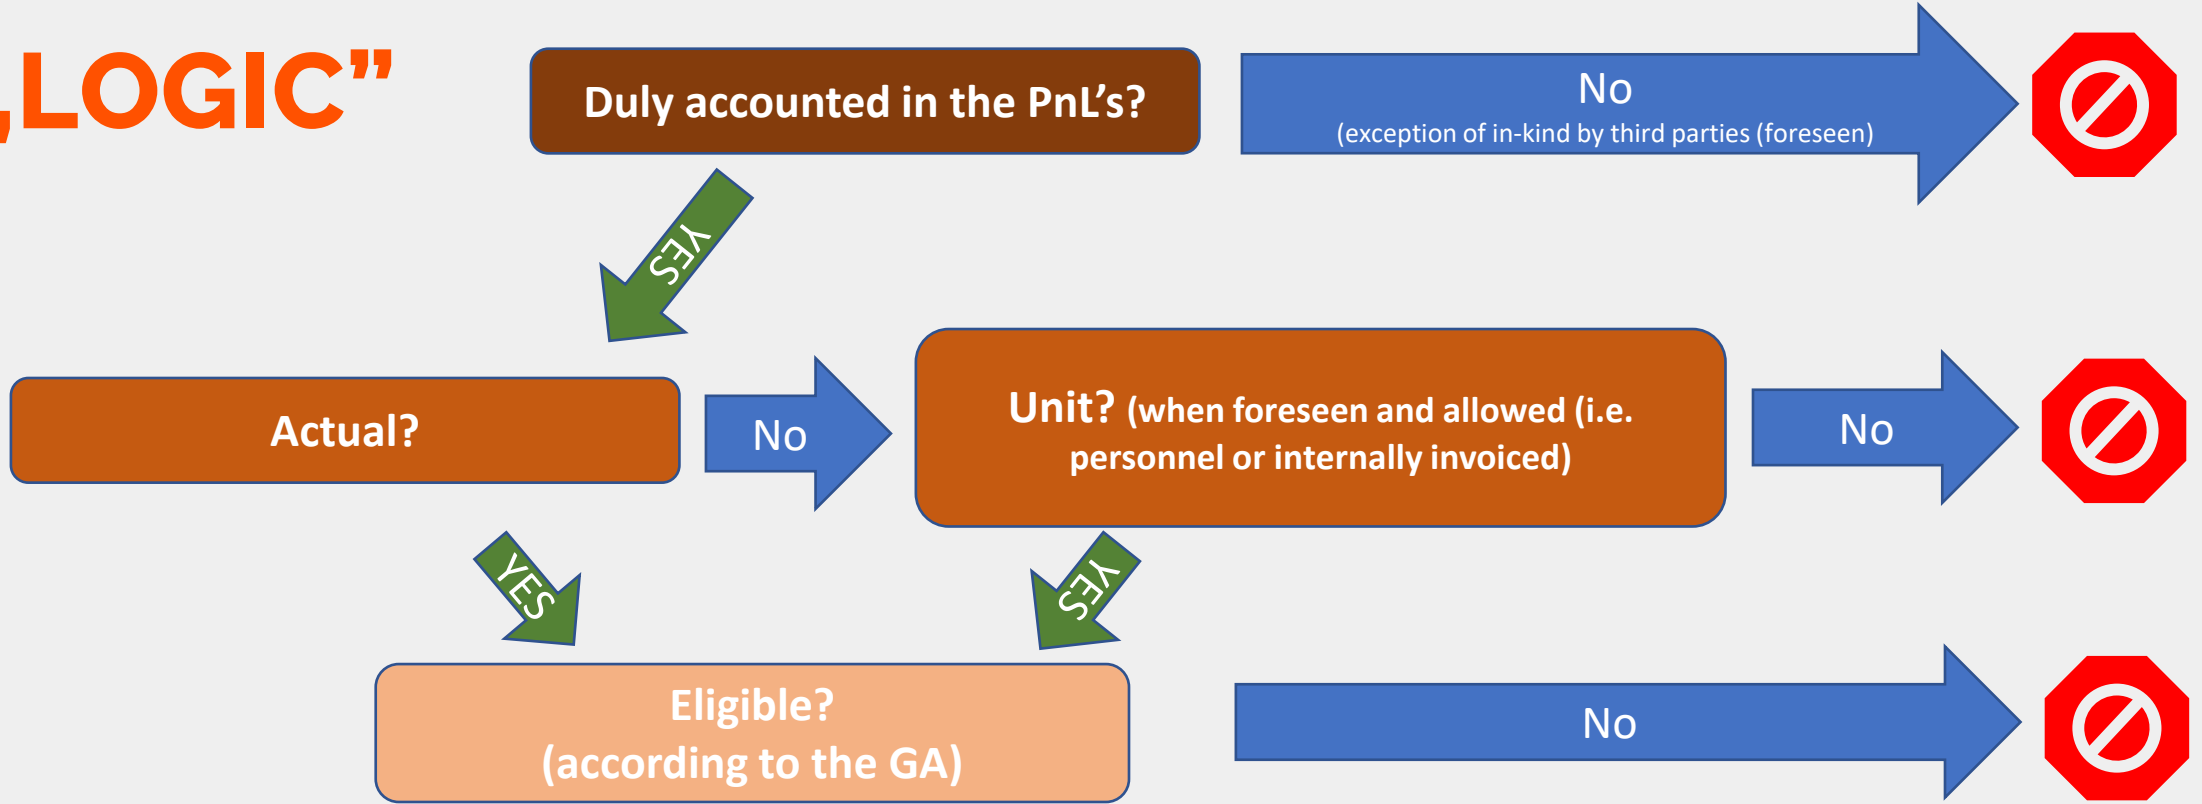 „LOGIC”
Duly accounted in the PnL’s?
No
(exception of in-kind by third parties (foreseen)
YES
Actual?
No
Unit? (when foreseen and allowed (i.e.
personnel or internally invoiced)
No
YES
YES
Eligible?
(according to the GA)
No